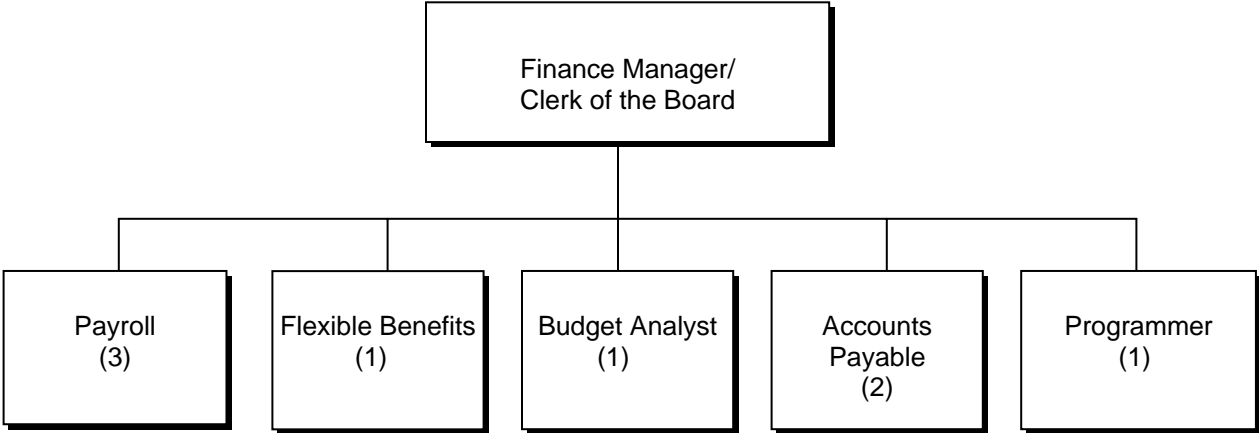 Finance Manager/
Clerk of the Board
Payroll
(3)
Flexible Benefits
(1)
Budget Analyst
(1)
Accounts
Payable
(2)
Programmer
(1)